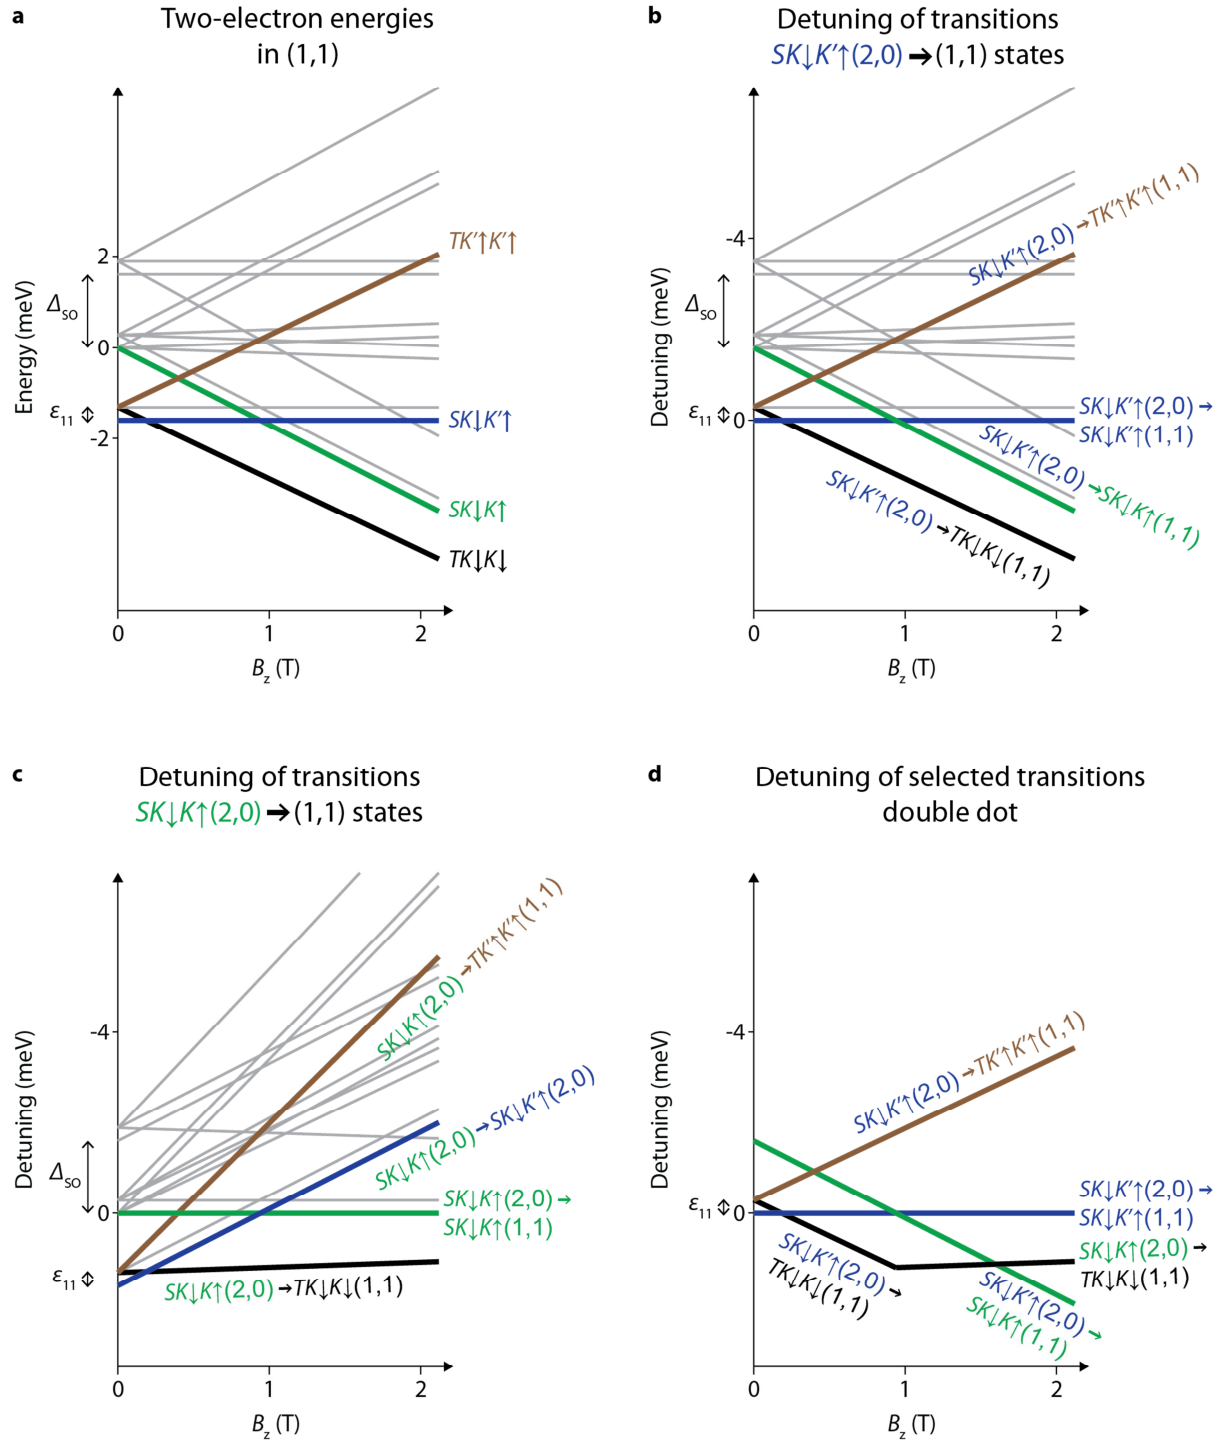 a
Two-electron energies
in (1,1)
Energy (meV)
2
0
-2
Δso
ε11
TK′↑K′↑
SK↓K′↑
SK↓K↑
TK↓K↓
0
1
2
Bz (T)
b
Detuning of transitions
SK↓K′↑(2,0) → (1,1) states
Detuning (meV)
-4
0
Δso
ε11
SK↓K′↑(2,0) → TK′↑K′↑(1,1)
SK↓K′↑(2,0) →
SK↓K′↑(1,1)
SK↓K′↑(2,0) → SK↓K↑(1,1)
SK↓K′↑(2,0) → TK↓K↓(1,1)
0
1
2
Bz (T)
c
Detuning of transitions
SK↓K↑(2,0) → (1,1) states
Detuning (meV)
-4
0
Δso
ε11
SK↓K↑(2,0) → TK′↑K′↑(1,1)
SK↓K↑(2,0) → SK↓K′↑(2,0)
SK↓K↑(2,0) →
SK↓K↑(1,1)
SK↓K↑(2,0) → TK↓K↓(1,1)
0
1
2
Bz (T)
d
Detuning of selected transitions
double dot
Detuning (meV)
-4
0
ε11
SK↓K′↑(2,0) → TK′↑K′↑(1,1)
SK↓K′↑(2,0) →
SK↓K′↑(1,1)
SK↓K↑(2,0) →
TK↓K↓(1,1)
SK↓K′↑(2,0) →
TK↓K↓(1,1)
SK↓K′↑(2,0) →
SK↓K↑(1,1)
0
1
2
Bz (T)